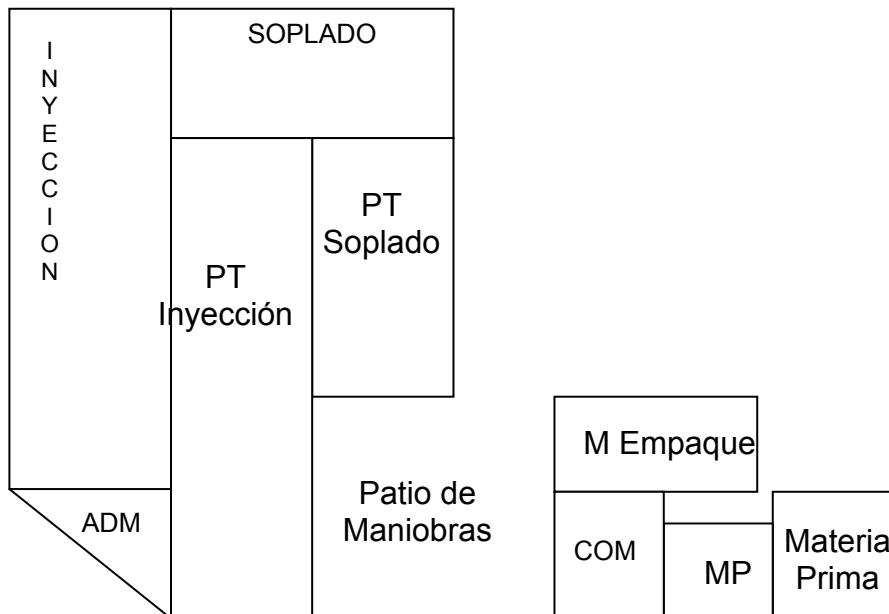 INYECCION
SOPLADO
PT
Soplado
PT
Inyección
M Empaque
Patio de
Maniobras
ADM
COM
MP
Materia
Prima